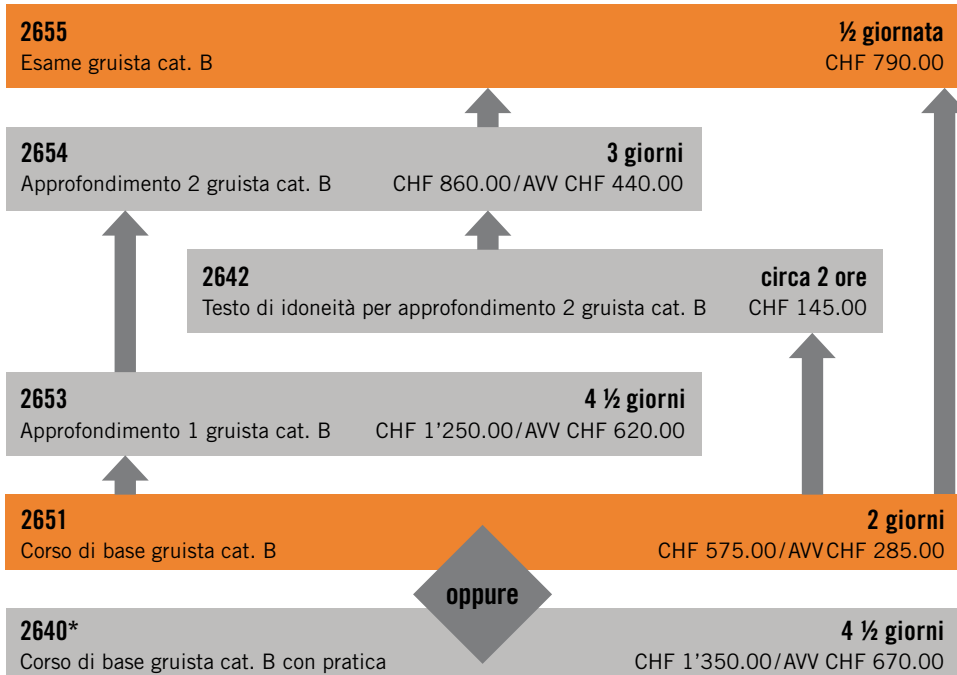 2655 ½ giornata
Esame gruista cat. B CHF 790.00
2654 3 giorni
Approfondimento 2 gruista cat. B CHF 860.00/AVV CHF 440.00
2642 circa 2 ore
Testo di idoneità per approfondimento 2 gruista cat. B CHF 145.00
2653 4 ½ giorni
Approfondimento 1 gruista cat. B CHF 1’250.00/AVV CHF 620.00
2651 2 giorni
Corso di base gruista cat. B CHF 575.00/AVV CHF 285.00
oppure
2640* 4 ½ giorni
Corso di base gruista cat. B con pratica CHF 1’350.00/AVV CHF 670.00